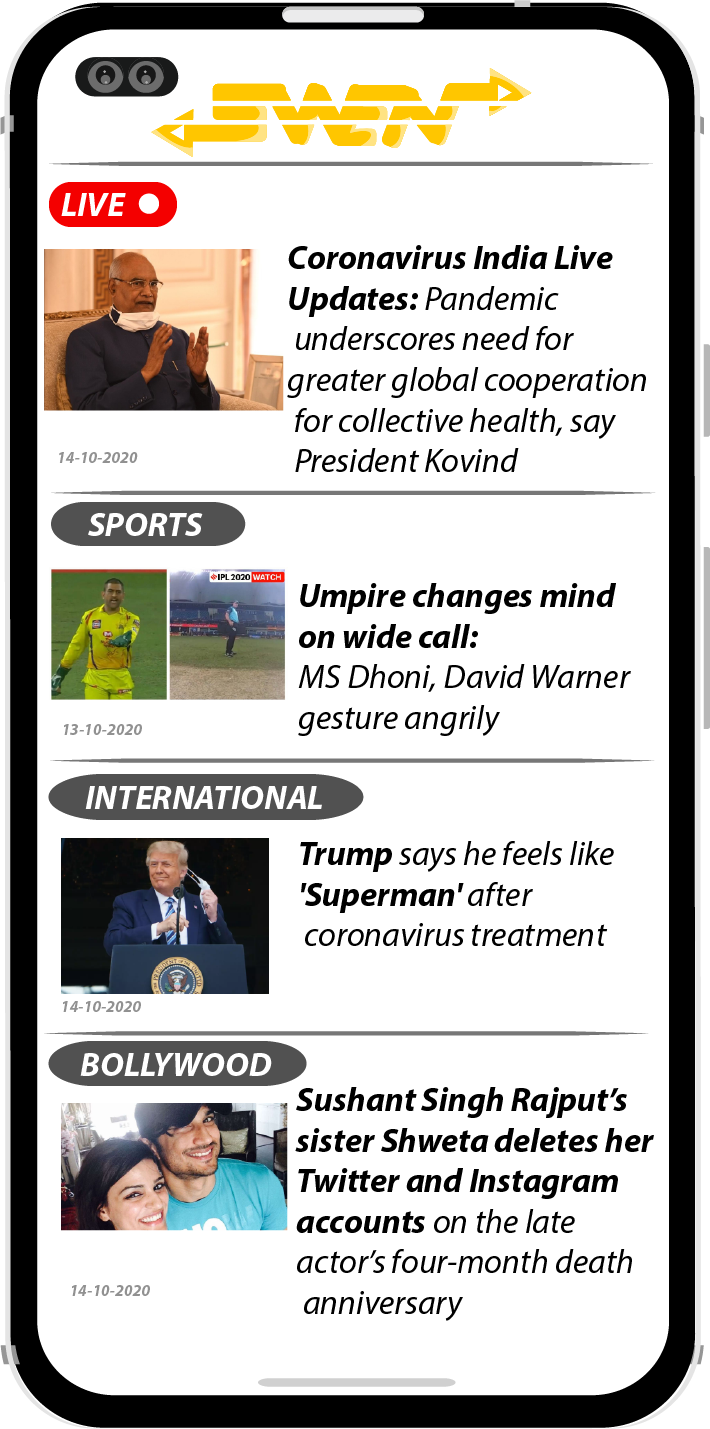 SWEN
LIVE
Coronavirus India Live
Updates: Pandemic
underscores need for
greater global cooperation
for collective health, say
President Kovind
14-10-2020
SPORTS
IPL 2020 WATCH
Umpire changes mind
on wide call:
MS Dhoni, David Warner
gesture angrily
13-10-2020
INTERNATIONAL
Trump says he feels like
'Superman' after
coronavirus treatment
14-10-2020
BOLLYWOOD
Sushant Singh Rajput’s
sister Shweta deletes her
Twitter and Instagram
accounts on the late
actor’s four-month death
anniversary
14-10-2020